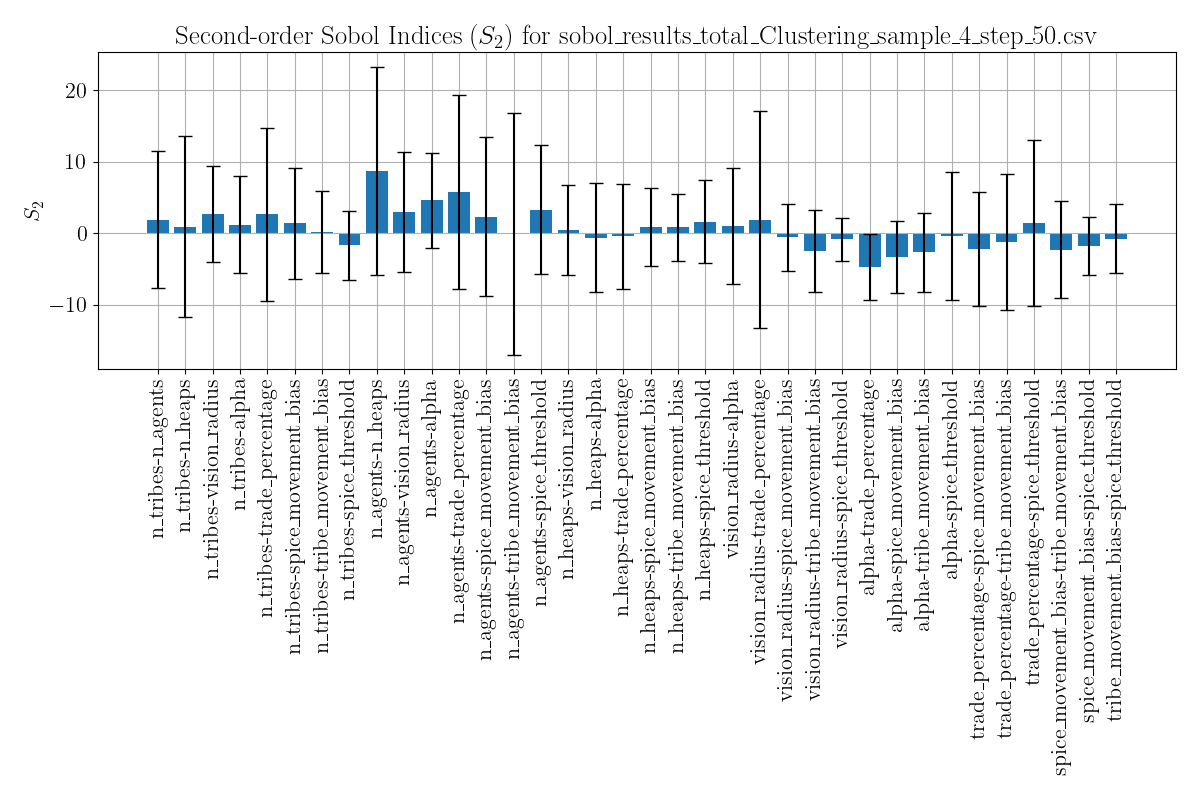 Second-order Sobol Indices (S₂) for sobol_results_total_Clustering_sample_4_step_50.csv
S₂
20
10
0
−10
n_tribes-n_agents
n_tribes-n_heaps
n_tribes-vision_radius
n_tribes-alpha
n_tribes-trade_percentage
n_tribes-spice_movement_bias
n_tribes-tribe_movement_bias
n_tribes-spice_threshold
n_agents-n_heaps
n_agents-vision_radius
n_agents-alpha
n_agents-trade_percentage
n_agents-spice_movement_bias
n_agents-tribe_movement_bias
n_agents-spice_threshold
n_heaps-vision_radius
n_heaps-alpha
n_heaps-trade_percentage
n_heaps-spice_movement_bias
n_heaps-tribe_movement_bias
n_heaps-spice_threshold
vision_radius-alpha
vision_radius-trade_percentage
vision_radius-spice_movement_bias
vision_radius-tribe_movement_bias
vision_radius-spice_threshold
alpha-trade_percentage
alpha-spice_movement_bias
alpha-tribe_movement_bias
alpha-spice_threshold
trade_percentage-spice_movement_bias
trade_percentage-tribe_movement_bias
trade_percentage-spice_threshold
spice_movement_bias-tribe_movement_bias
spice_movement_bias-spice_threshold
tribe_movement_bias-spice_threshold